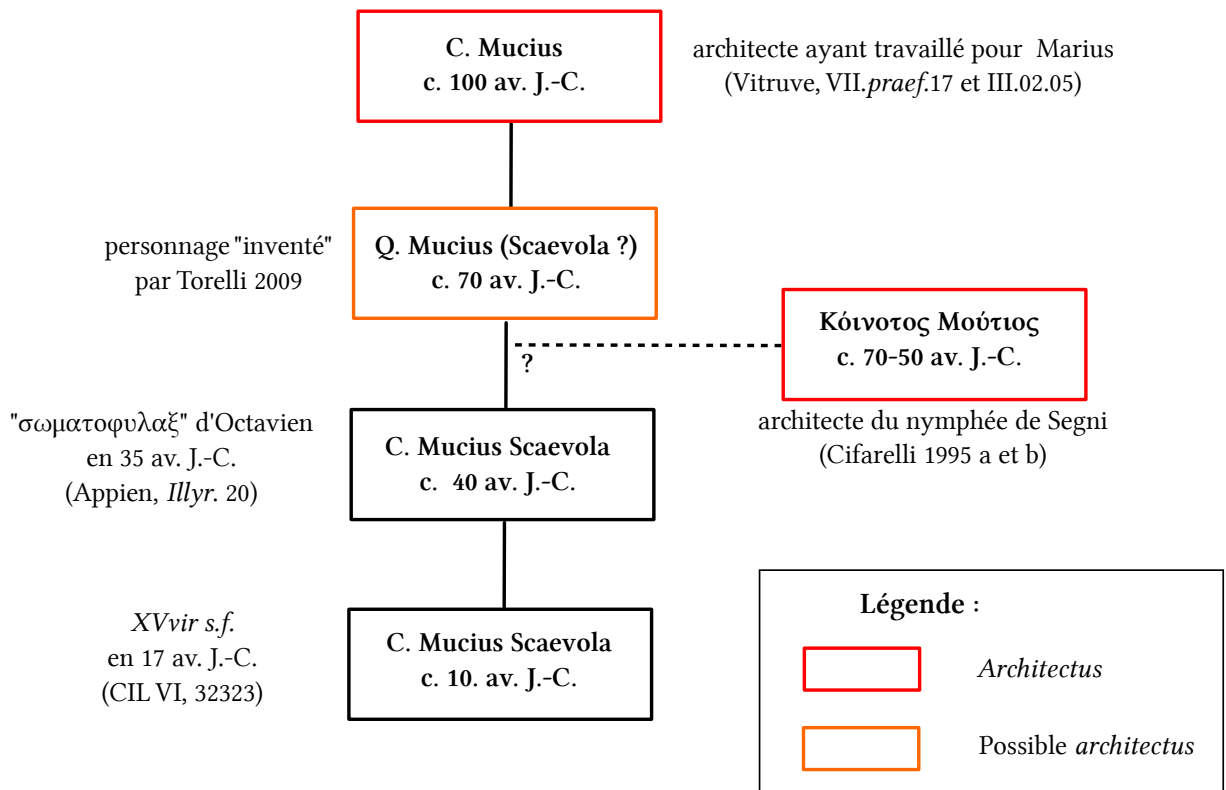 C. Mucius
c. 100 av. J.-C.
architecte ayant travaillé pour Marius
(Vitruve, VII.praef.17 et III.02.05)
personnage "inventé"
par Torelli 2009
Q. Mucius (Scaevola ?)
c. 70 av. J.-C.
?
Κόινοτος Μούτιος
c. 70-50 av. J.-C.
architecte du nymphée de Segni
(Cifarelli 1995 a et b)
"σωματοφυλαξ" d'Octavien
en 35 av. J.-C.
(Appien, Illyr. 20)
C. Mucius Scaevola
c. 40 av. J.-C.
XVvir s.f.
en 17 av. J.-C.
(CIL VI, 32323)
C. Mucius Scaevola
c. 10. av. J.-C.
Légende :
Architectus
Possible architectus